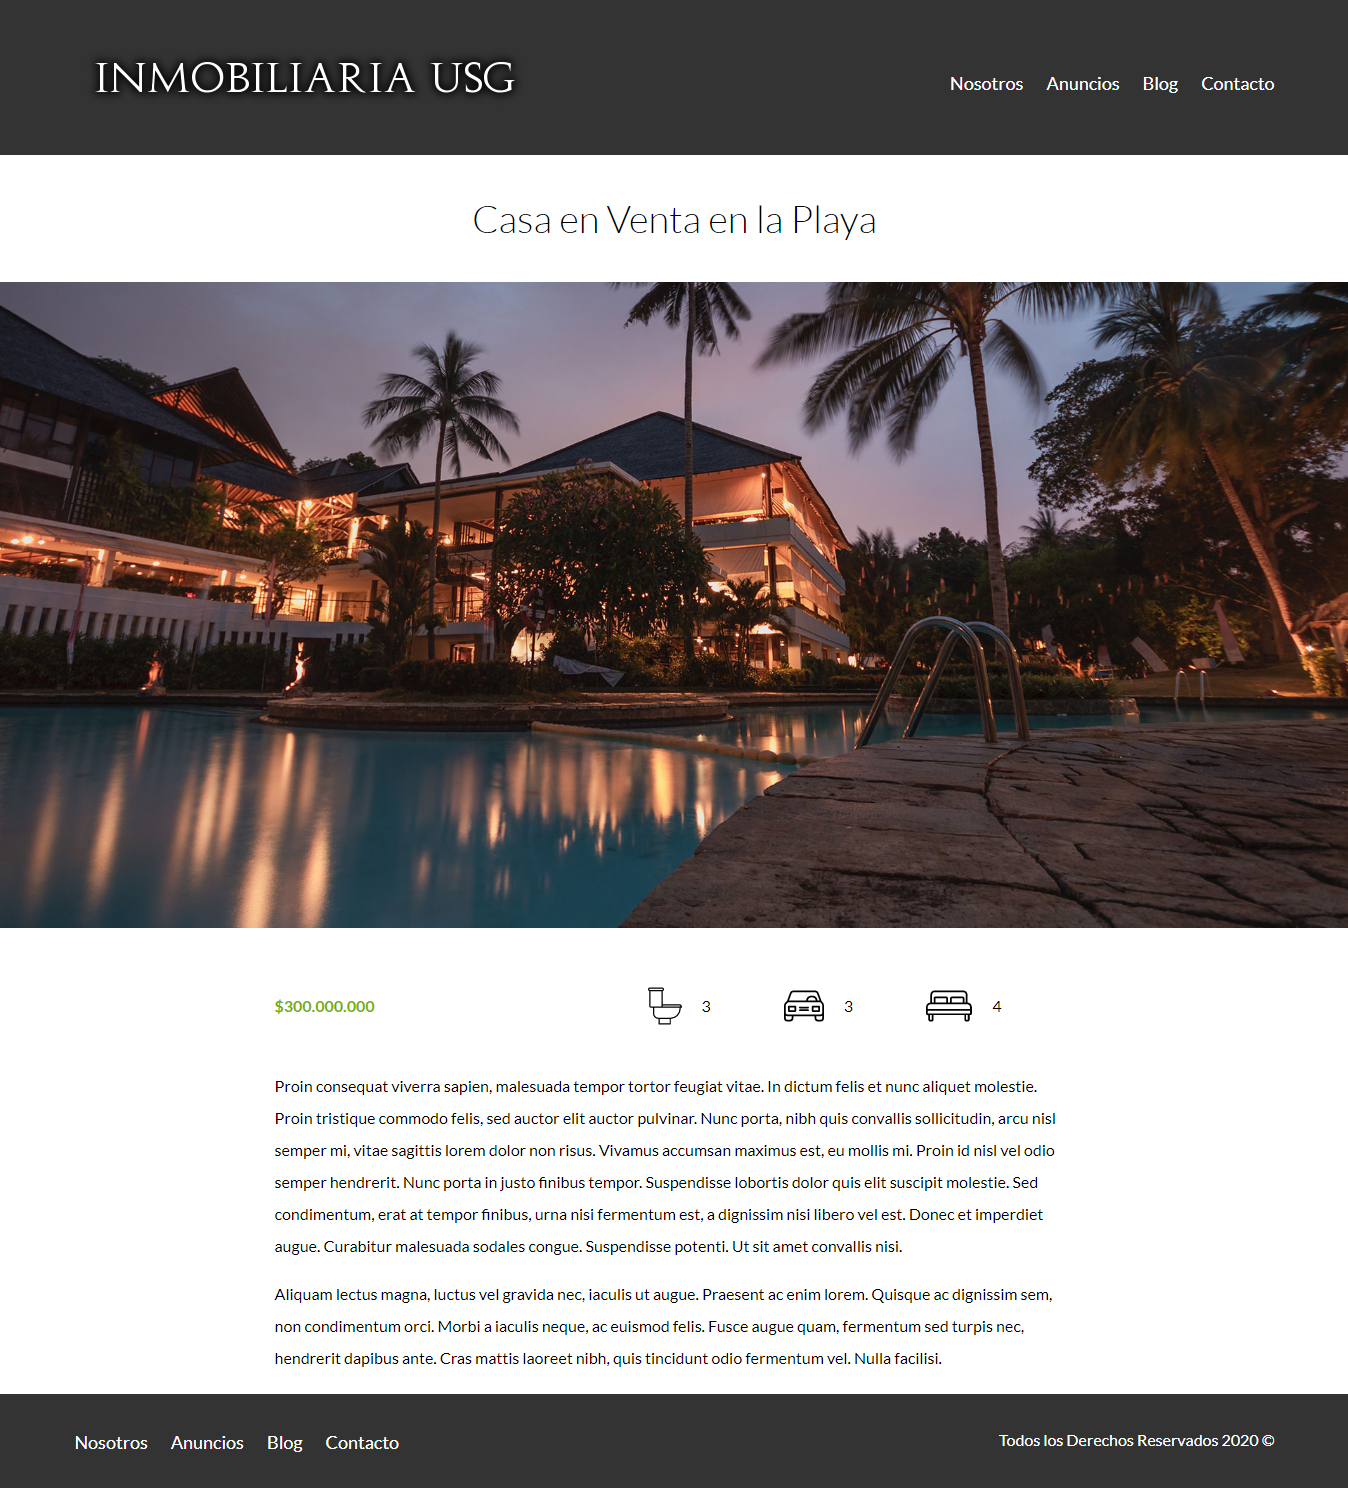 INMOBILIARIA USG
Nosotros Anuncios Blog Contacto
Casa en Venta en la Playa
$300.000.000 3 3 4
Proin consequat viverra sapien, malesuada tempor tortor feugiat vitae. In dictum felis et nunc aliquet molestie.
Proin tristique commodo felis, sed auctor elit auctor pulvinar. Nunc porta, nibh quis convallis sollicitudin, arcu nisl
semper mi, vitae sagittis lorem dolor non risus. Vivamus accumsan maximus est, eu mollis mi. Proin id nisl vel odio
semper hendrerit. Nunc porta in justo finibus tempor. Suspendisse lobortis dolor quis elit suscipit molestie. Sed
condimentum, erat at tempor finibus, urna nisi fermentum est, a dignissim nisi libero vel est. Donec et imperdiet
augue. Curabitur malesuada sodales congue. Suspendisse potenti. Ut sit amet convallis nisi.
Aliquam lectus magna, luctus vel gravida nec, iaculis ut augue. Praesent ac enim lorem. Quisque ac dignissim sem,
non condimentum orci. Morbi a iaculis neque, ac euismod felis. Fusce augue quam, fermentum sed turpis nec,
hendrerit dapibus ante. Cras mattis laoreet nibh, quis tincidunt odio fermentum vel. Nulla facilisi.
Nosotros Anuncios Blog Contacto
Todos los Derechos Reservados 2020 ©